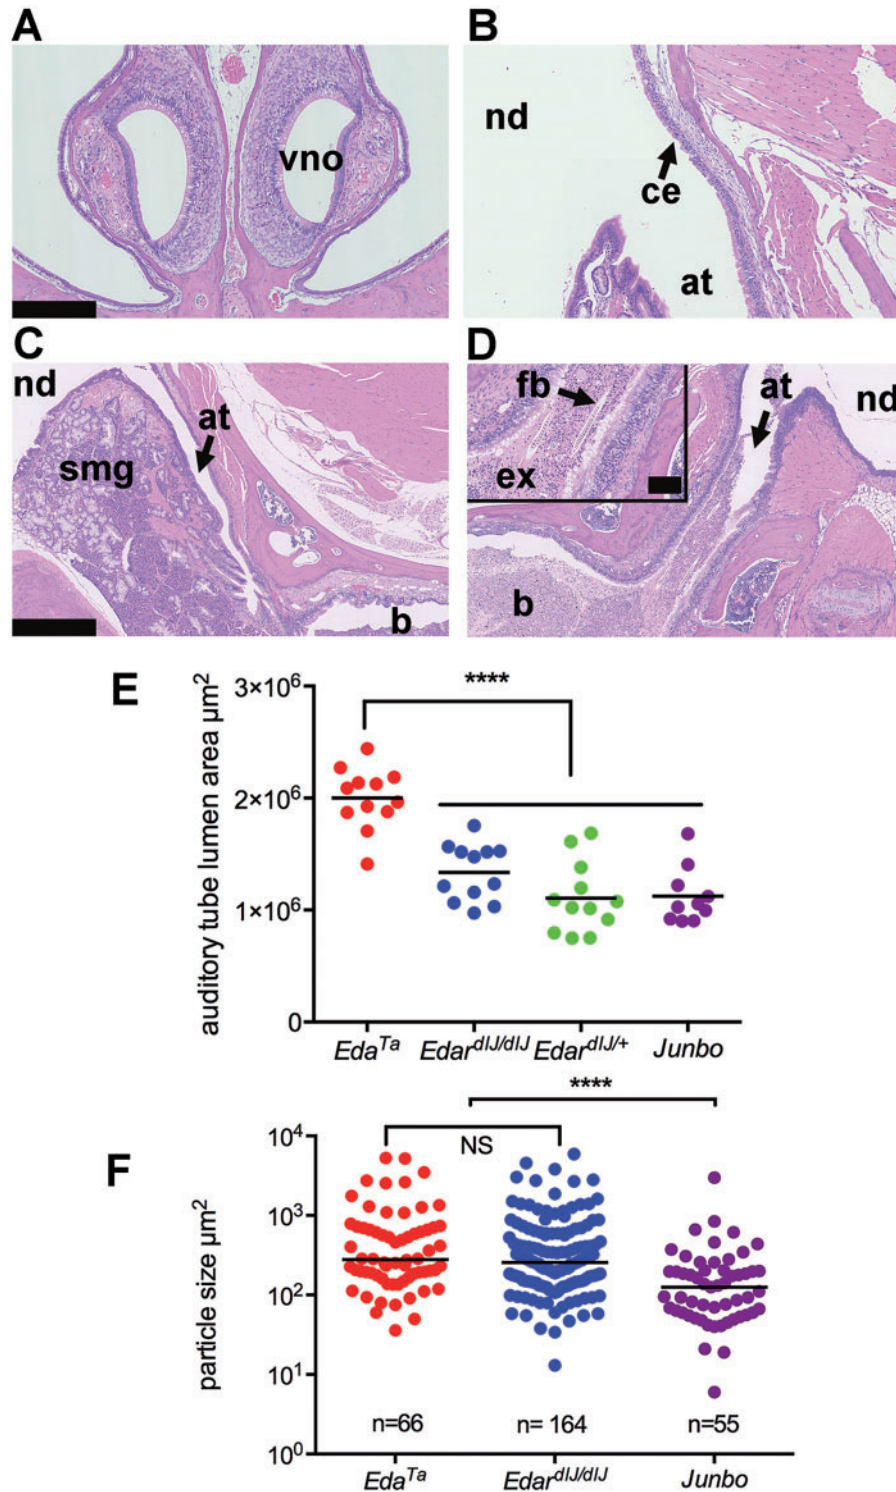 A
B
vno
nd
ce
at
C
D
nd
at
smg
b
fb
ex
at
nd
b
E
auditory tube lumen area µm²
3×10⁶
2×10⁶
1×10⁶
0
****
Eda^Ta
Edar^dlJ/dlJ
Edar^dlJ/+
Junbo
F
particle size µm²
10⁴
10³
10²
10¹
10⁰
****
NS
n=66
n= 164
n=55
Eda^Ta
Edar^dlJ/dlJ
Junbo